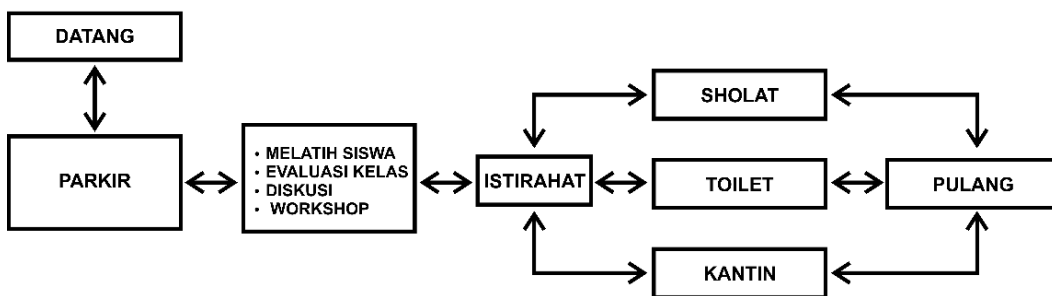 DATANG
PARKIR
• MELATIH SISWA
• EVALUASI KELAS
• DISKUSI
• WORKSHOP
ISTIRAHAT
SHOLAT
TOILET
KANTIN
PULANG